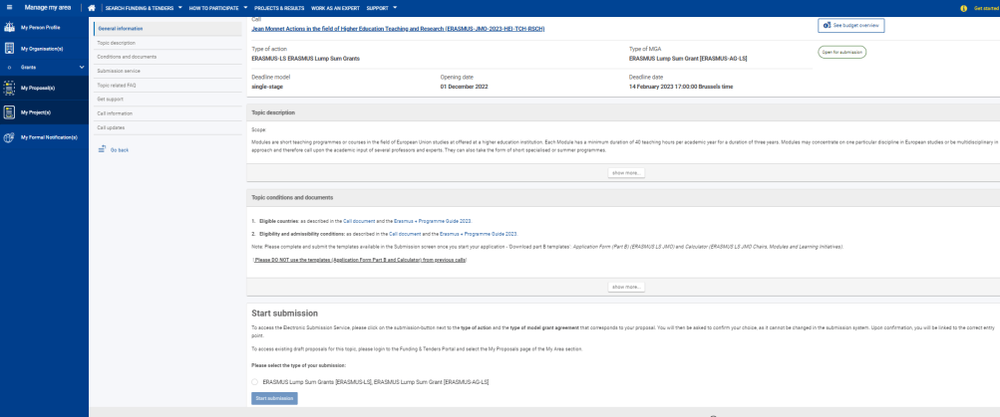 Manage my area
SEARCH FUNDING & TENDERS HOW TO PARTICIPATE PROJECTS & RESULTS WORK AS AN EXPERT SUPPORT
Get started
My Person Profile
My Organisation(s)
Grants
My Proposal(s)
My Project(s)
My Formal Notification(s)
General information
Topic description
Conditions and documents
Submission service
Topic related FAQ
Get support
Call information
Call updates
Go back
Call
Jean Monnet Actions in the field of Higher Education Teaching and Research (ERASMUS-JMO-2023-HEI-TCH-RSCH)
See budget overview
Type of action
Type of MGA
ERASMUS-LS ERASMUS Lump Sum Grants
ERASMUS Lump Sum Grant [ERASMUS-AG-LS]
Open for submission
Deadline model
Opening date
Deadline date
single-stage
01 December 2022
14 February 2023 17:00:00 Brussels time
Topic description
Scope:
Modules are short teaching programmes or courses in the field of European Union studies at offered at a higher education institution. Each Module has a minimum duration of 40 teaching hours per academic year for a duration of three years. Modules may concentrate on one particular discipline in European studies or be multidisciplinary in
approach and therefore call upon the academic input of several professors and experts. They can also take the form of short specialised or summer programmes.
show more...
Topic conditions and documents
1. Eligible countries: as described in the Call document and the Erasmus + Programme Guide 2023.
2. Eligibility and admissibility conditions: as described in the Call document and the Erasmus + Programme Guide 2023.
Note: Please complete and submit the templates available in the Submission screen once you start your application - 'Download part B templates': Application Form (Part B) (ERASMUS LS JMO) and Calculator (ERASMUS LS JMO Chairs, Modules and Learning Initiatives).
! Please DO NOT use the templates (Application Form Part B and Calculator) from previous calls!
show more...
Start submission
To access the Electronic Submission Service, please click on the submission-button next to the type of action and the type of model grant agreement that corresponds to your proposal. You will then be asked to confirm your choice, as it cannot be changed in the submission system. Upon confirmation, you will be linked to the correct entry
point.
To access existing draft proposals for this topic, please login to the Funding & Tenders Portal and select the My Proposals page of the My Area section.
Please select the type of your submission:
ERASMUS Lump Sum Grants [ERASMUS-LS], ERASMUS Lump Sum Grant [ERASMUS-AG-LS]
Start submission